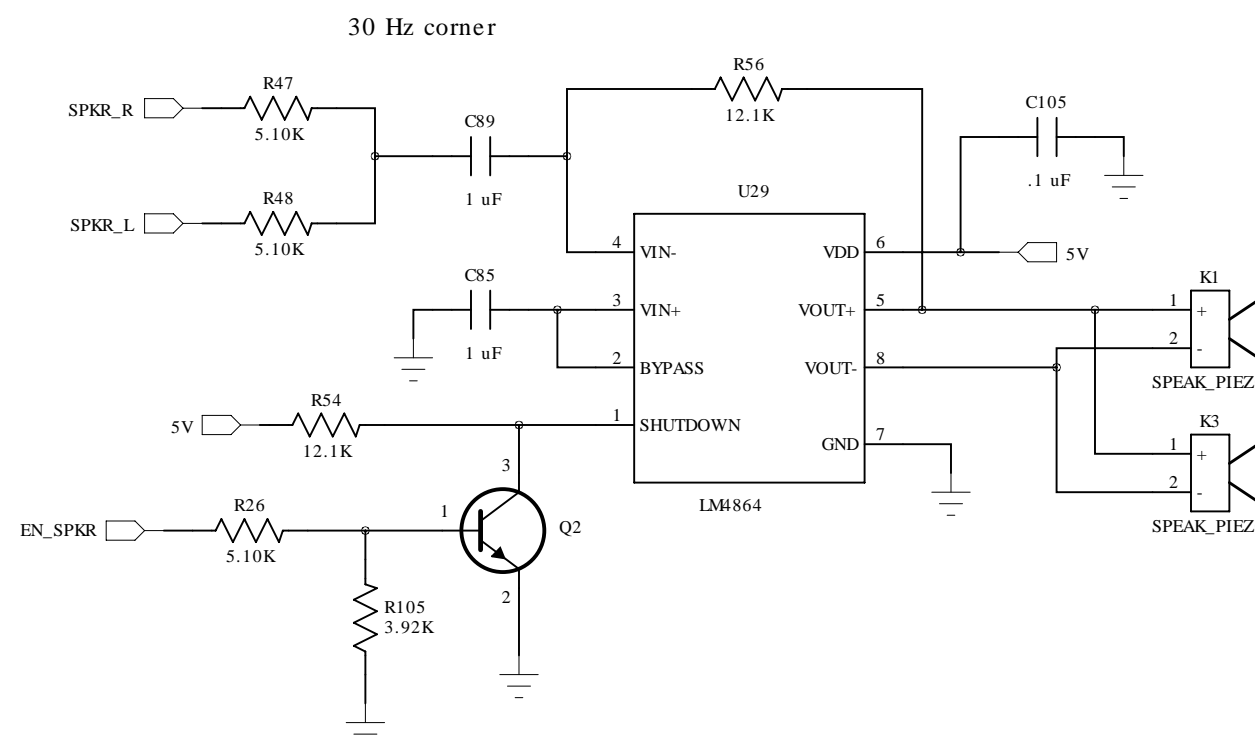 30 Hz corner
R47
SPKR_R
5.10K
R48
SPKR_L
5.10K
C89
1 uF
R56
12.1K
C105
.1 uF
U29
4 VIN-
3 VIN+
2 BYPASS
1 SHUTDOWN
VDD 6
VOUT+ 5
VOUT- 8
GND 7
LM4864
5V
C85
1 uF
5V
R54
12.1K
EN_SPKR
R26
5.10K
1
3
2
Q2
R105
3.92K
K1
1 +
2 -
SPEAK_PIEZ
K3
1 +
2 -
SPEAK_PIEZ